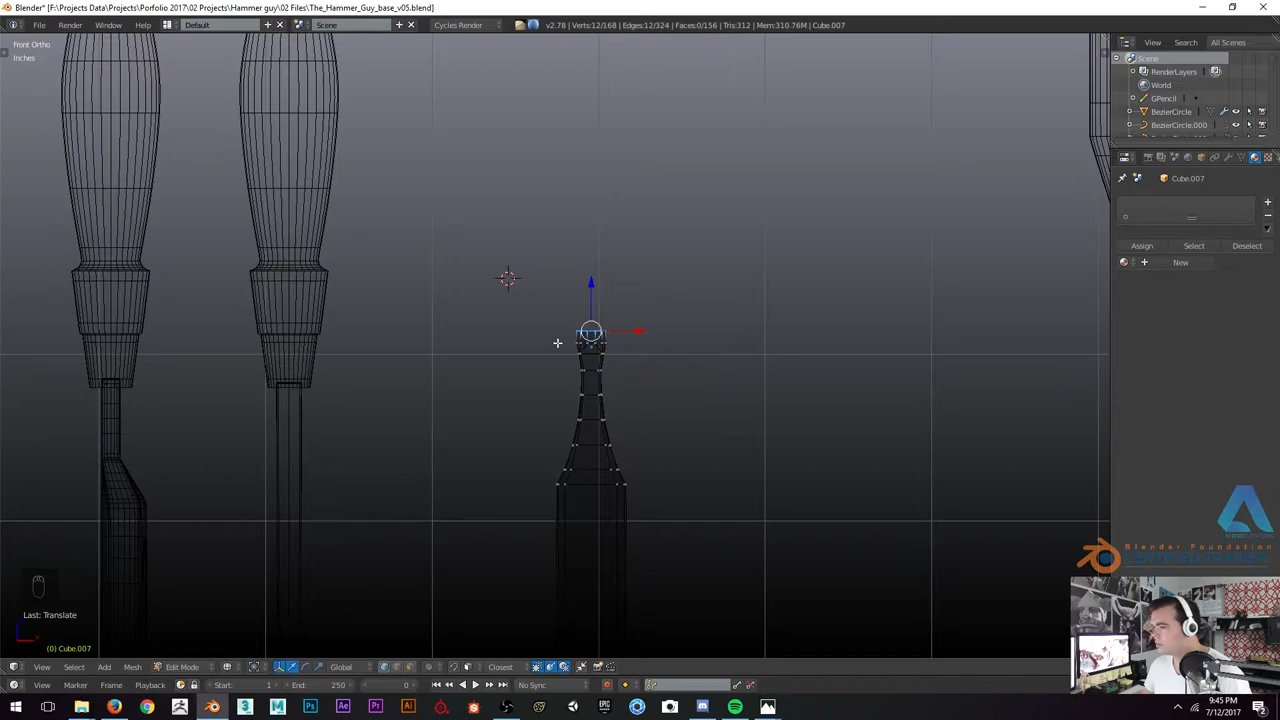 Blender* [F:\Projects Data\Projects\Porfolio 2017\02 Projects\Hammer guy\02 Files\The_Hammer_Guy_base_v05.blend]
File Render Window Help Default Scene Cycles Render v2.78 | Verts:12/168 | Edges:12/324 | Faces:0/156 | Tris:312 | Mem:310.76M | Cube.007
View Search All Scenes
Front Ortho
Inches
Scene
RenderLayers
World
GPencil
BezierCircle
BezierCircle.000
Cube.007
Assign Select Deselect
New
Last: Translate
(0) Cube.007
Blender Foundation
View Select Add Mesh Edit Mode Global Closest
View Marker Frame Playback Start: 1 End: 250 0 No Sync
9:45 PM
7/12/2017